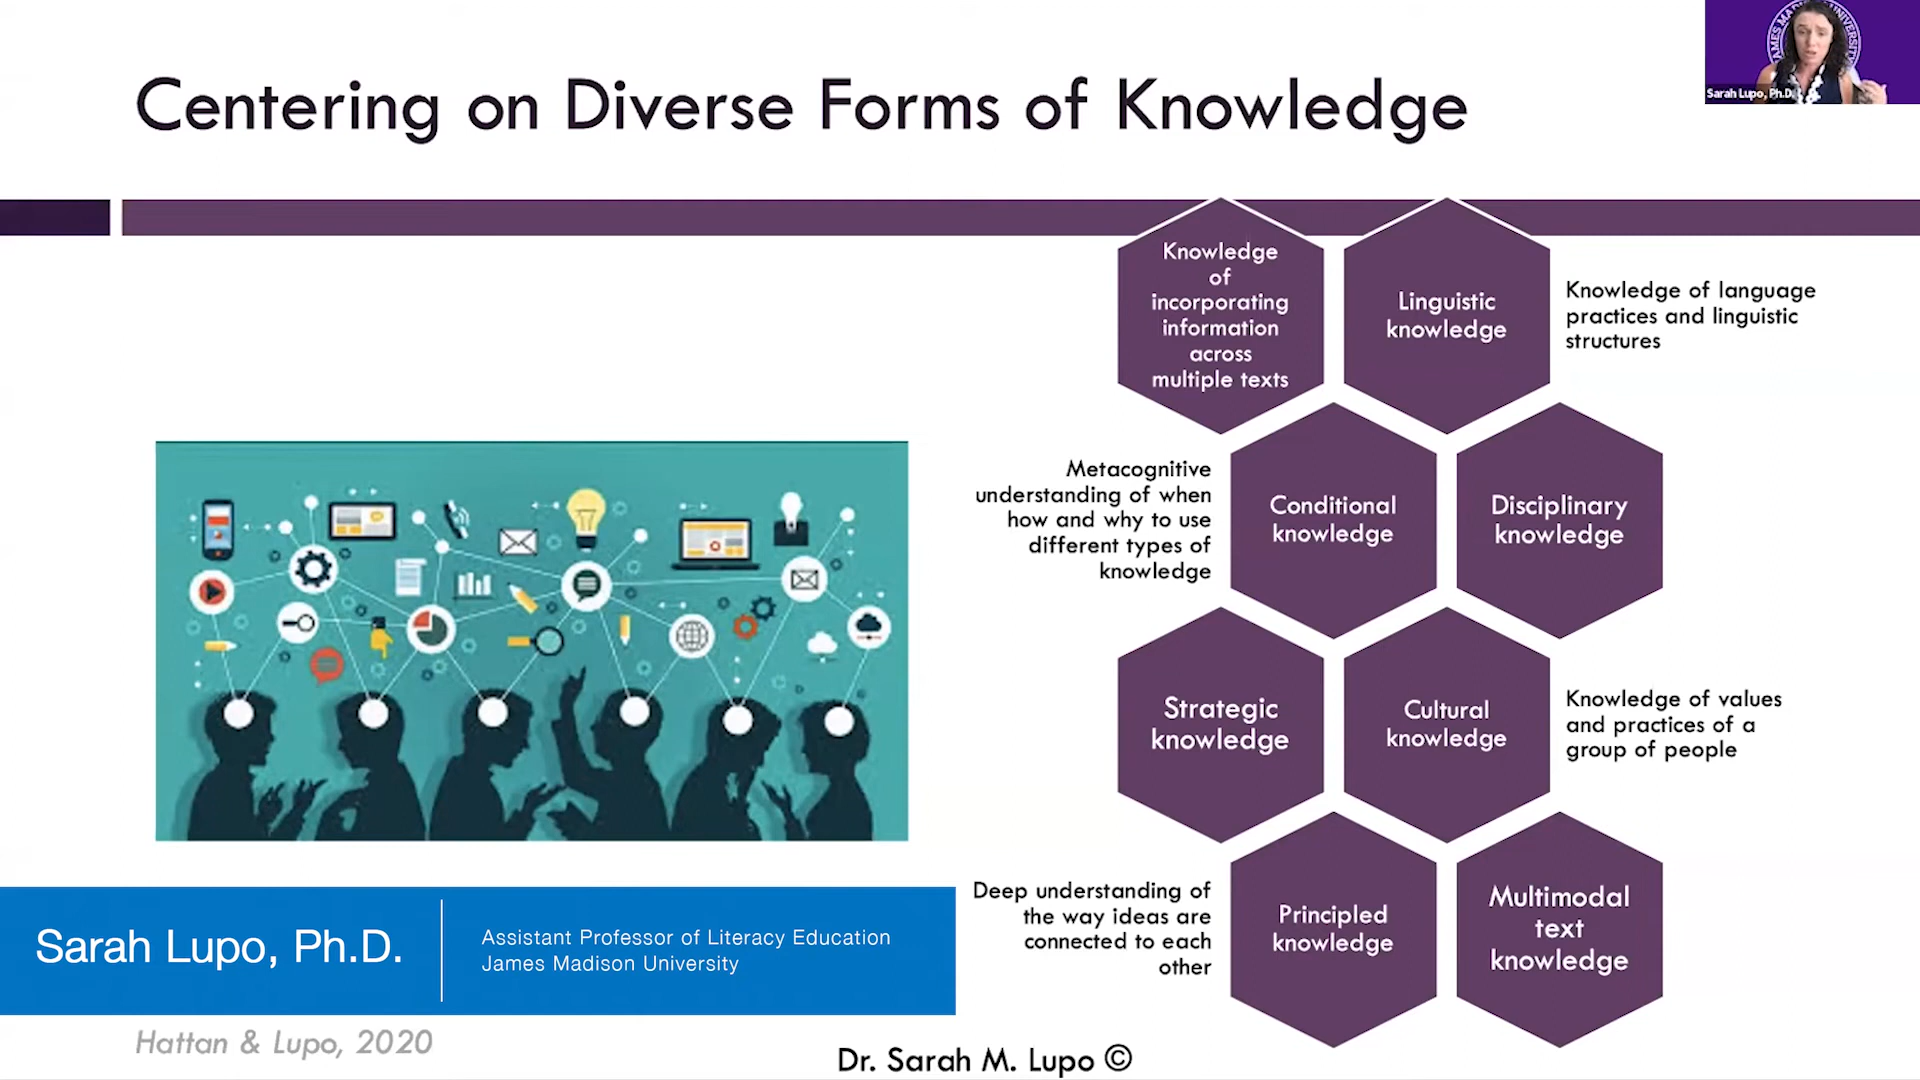 Centering on Diverse Forms of Knowledge
JAMES MADISON UNIVERSITY
Sarah Lupo, Ph.D.
Knowledge
of
incorporating
information
across
multiple texts
Linguistic
knowledge
Knowledge of language
practices and linguistic
structures
Metacognitive
understanding of when
how and why to use
different types of
knowledge
Conditional
knowledge
Disciplinary
knowledge
Strategic
knowledge
Cultural
knowledge
Knowledge of values
and practices of a
group of people
Deep understanding of
the way ideas are
connected to each
other
Principled
knowledge
Multimodal
text
knowledge
Sarah Lupo, Ph.D.
Assistant Professor of Literacy Education
James Madison University
Hattan & Lupo, 2020
Dr. Sarah M. Lupo ©